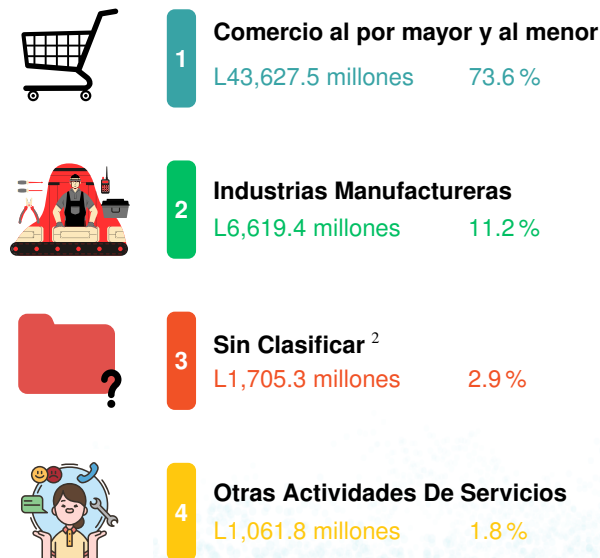 1
Comercio al por mayor y al menor
L43,627.5 millones 73.6 %
2
Industrias Manufactureras
L6,619.4 millones 11.2 %
3
Sin Clasificar ²
L1,705.3 millones 2.9 %
?
4
Otras Actividades De Servicios
L1,061.8 millones 1.8 %